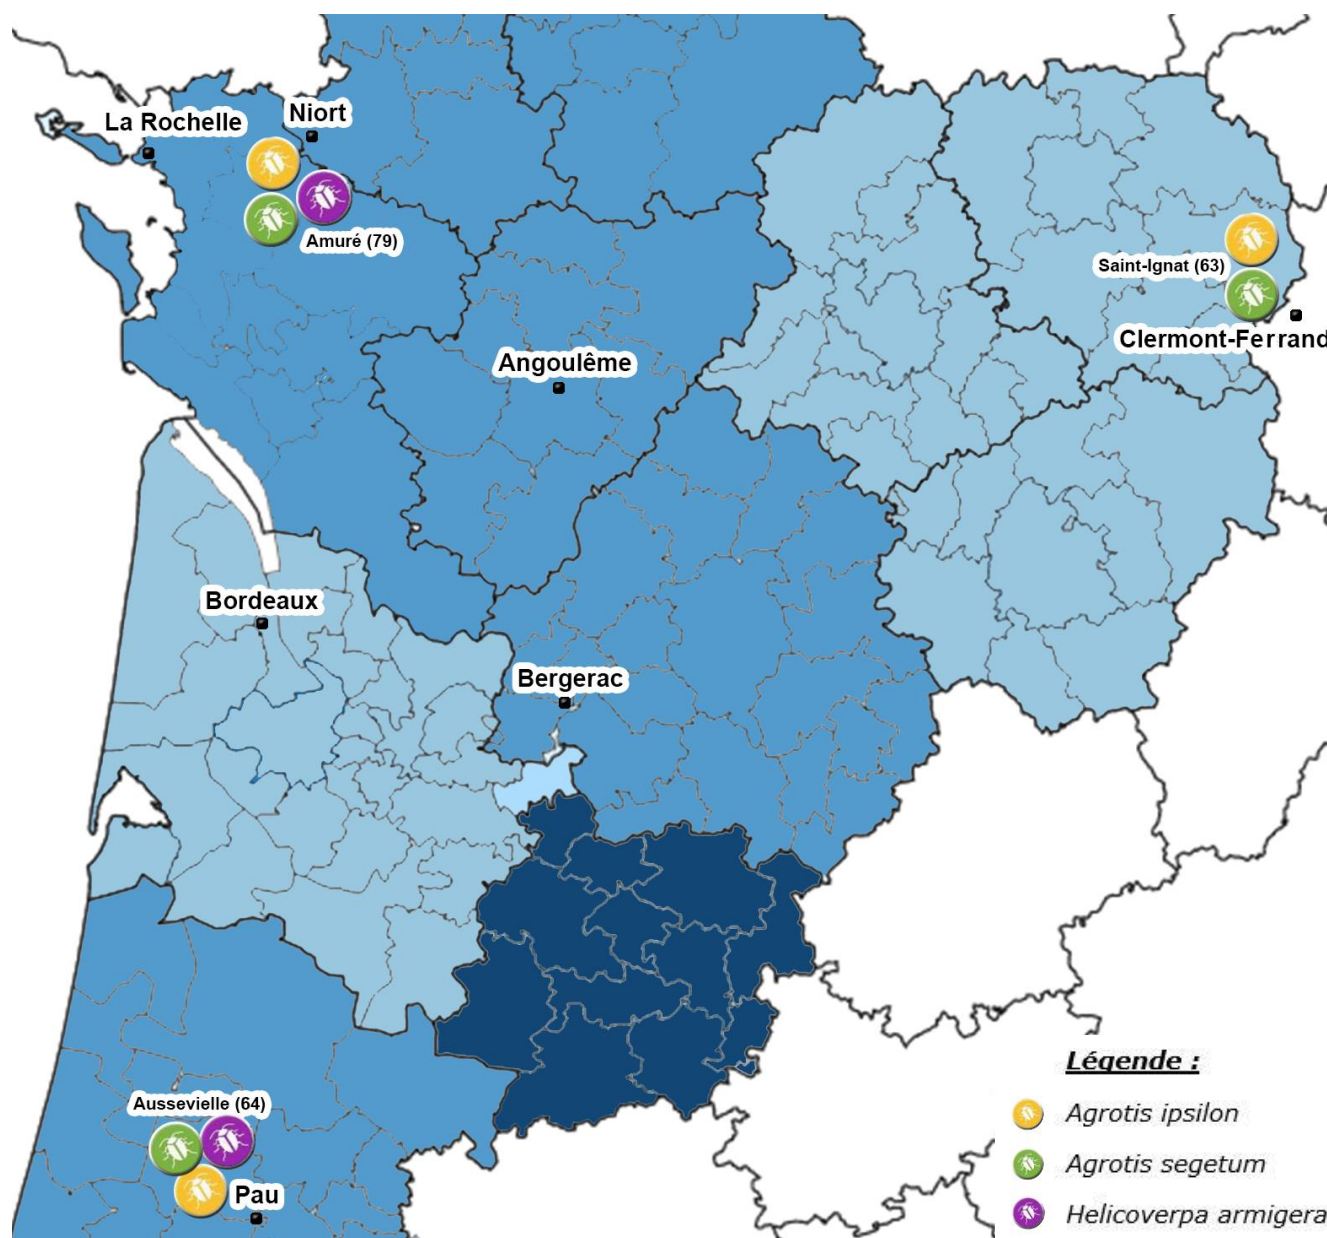 Niort
La Rochelle
Amuré (79)
Saint-Ignat (63)
Clermont-Ferrand
Angoulême
Bordeaux
Bergerac
Aussevielle (64)
Pau
Légende :
Agrotis ipsilon
Agrotis segetum
Helicoverpa armigera